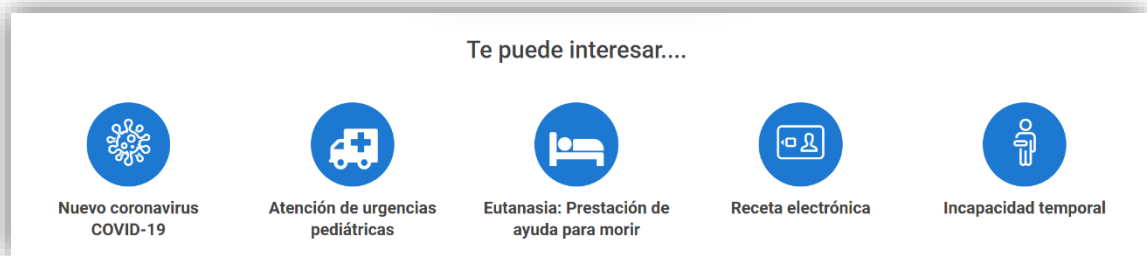 Te puede interesar....
Nuevo coronavirus
COVID-19
Atención de urgencias
pediátricas
Eutanasia: Prestación de
ayuda para morir
Receta electrónica
Incapacidad temporal